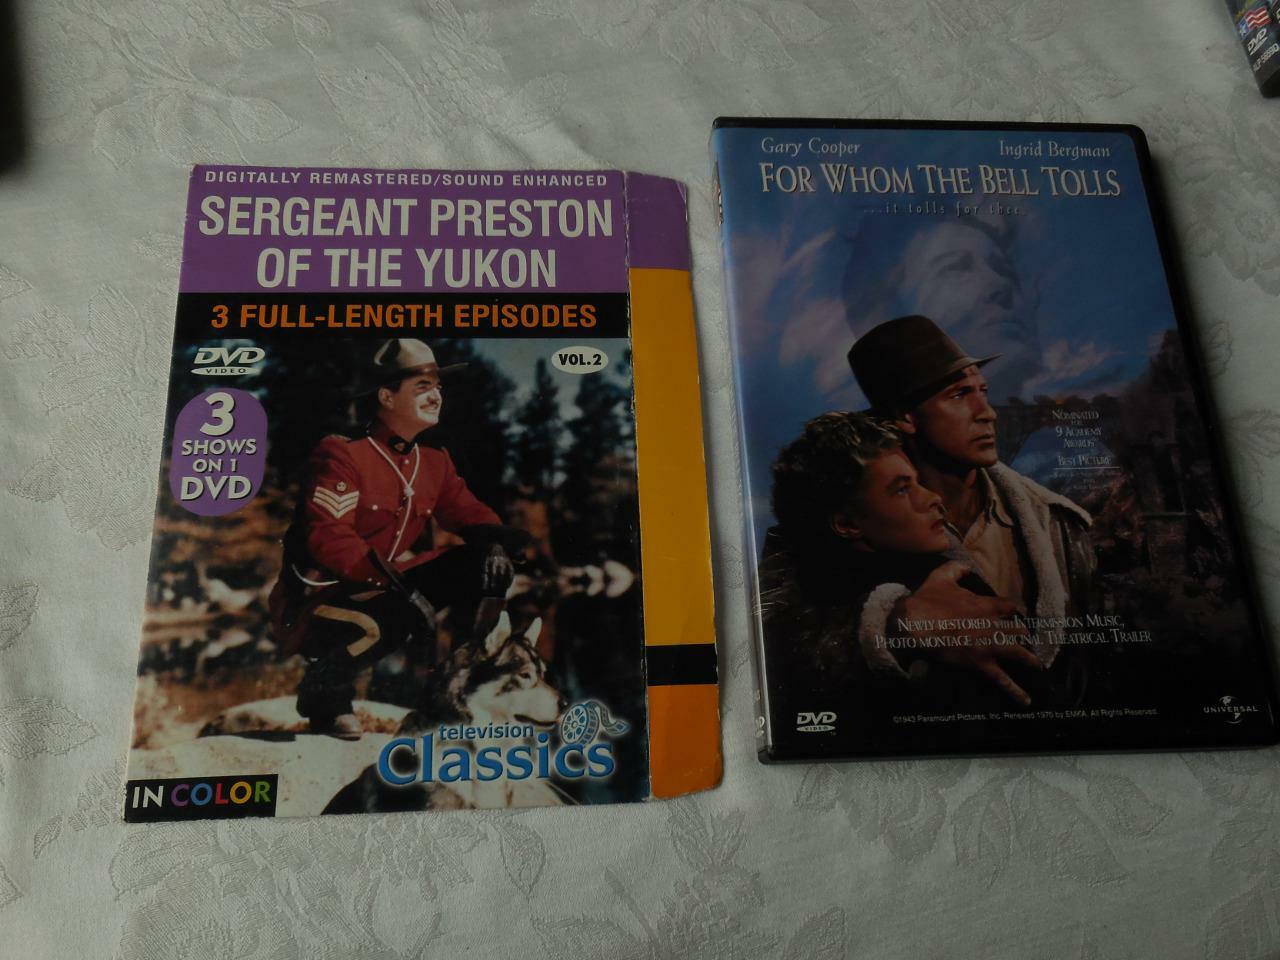 DIGITALLY REMASTERED/SOUND ENHANCED
SERGEANT PRESTON
OF THE YUKON
3 FULL-LENGTH EPISODES
DVD
VIDEO
VOL.2
3
SHOWS
ON 1
DVD
television
Classics
IN COLOR
Gary Cooper
Ingrid Bergman
FOR WHOM THE BELL TOLLS
...it tolls for thee.
NOMINATED
FOR
9 ACADEMY
AWARDS
BEST PICTURE
NEWLY RESTORED WITH INTERMISSION MUSIC,
PHOTO MONTAGE AND ORIGINAL THEATRICAL TRAILER
DVD
VIDEO
©1943 Paramount Pictures, Inc. Renewed 1970 by EMKA. All Rights Reserved.
UNIVERSAL
DVD